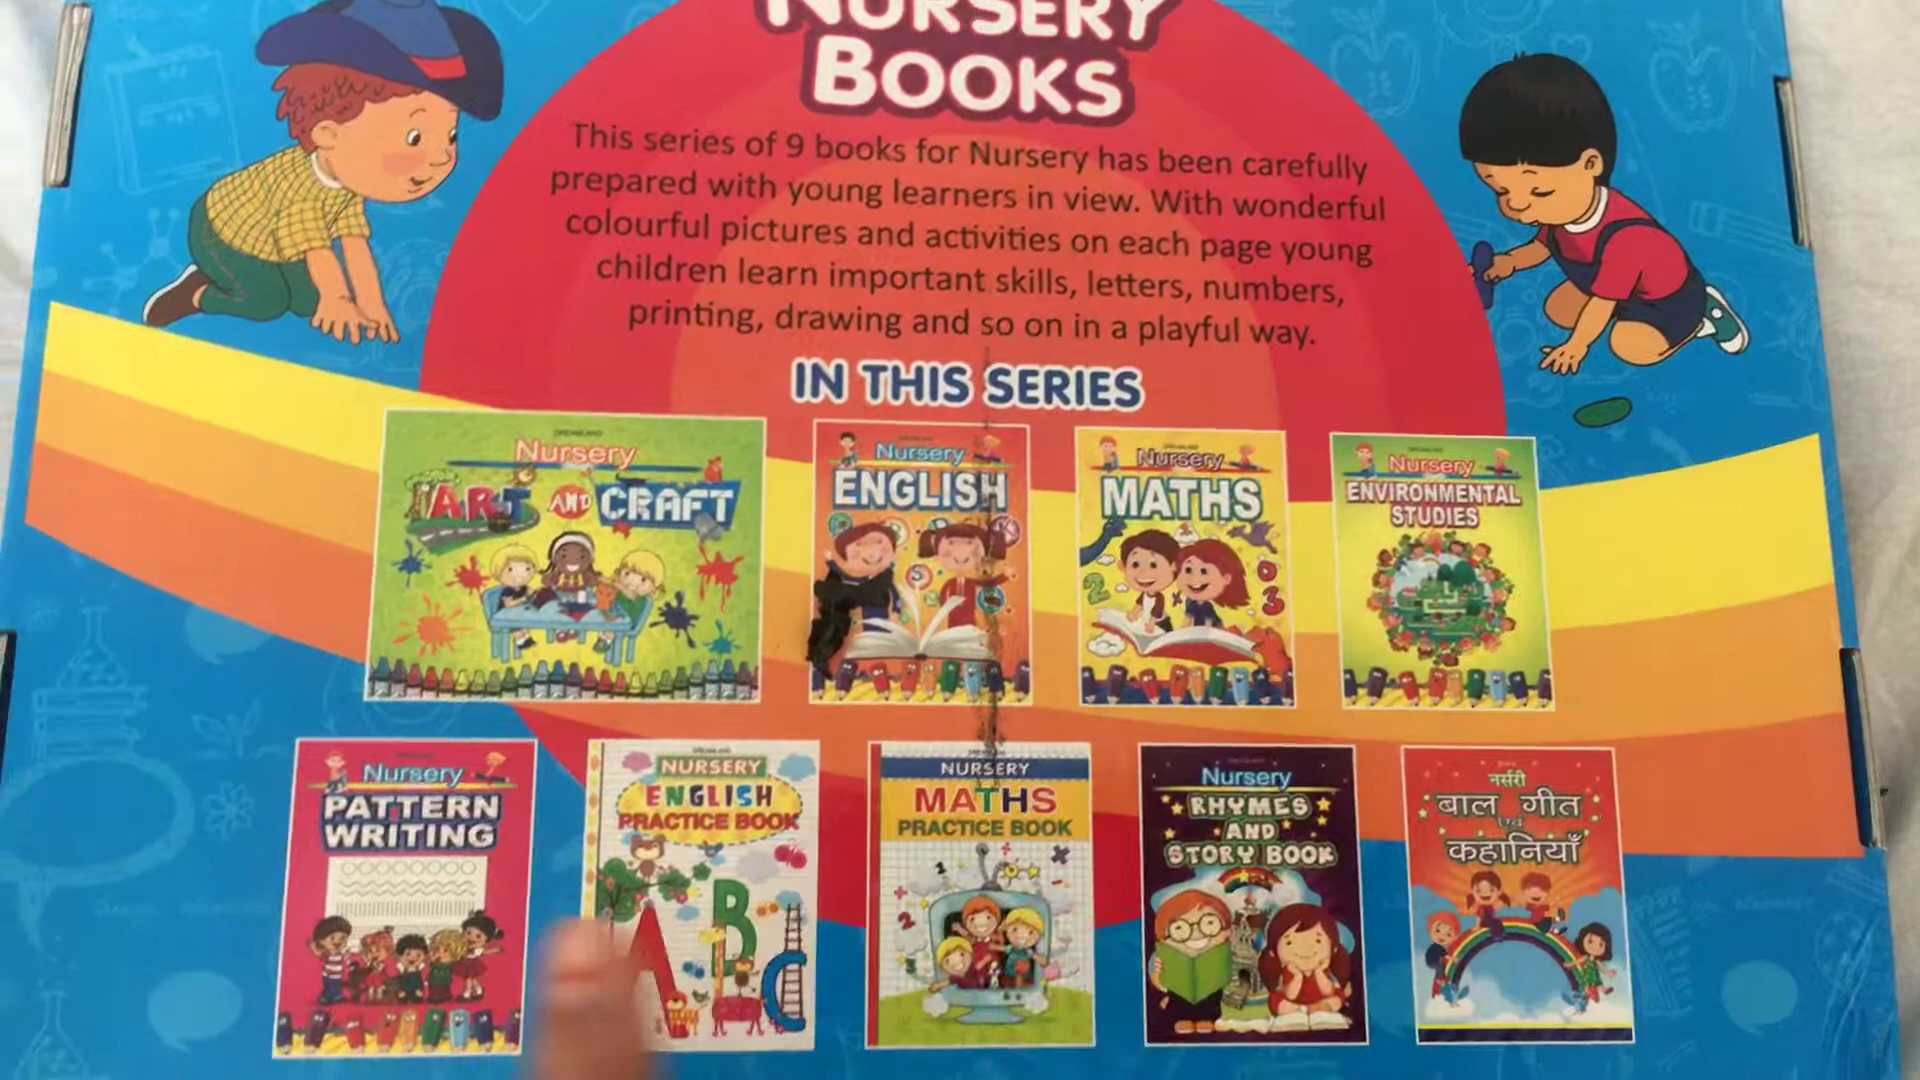 NURSERY
BOOKS
This series of 9 books for Nursery has been carefully
prepared with young learners in view. With wonderful
colourful pictures and activities on each page young
children learn important skills, letters, numbers,
printing, drawing and so on in a playful way.
IN THIS SERIES
Nursery
ART AND CRAFT
Nursery
ENGLISH
Nursery
MATHS
Nursery
ENVIRONMENTAL
STUDIES
Nursery
PATTERN
WRITING
NURSERY
ENGLISH
PRACTICE BOOK
A B C
NURSERY
MATHS
PRACTICE BOOK
Nursery
RHYMES
AND
STORY BOOK
नर्सरी
बाल गीत
एवं
कहानियाँ